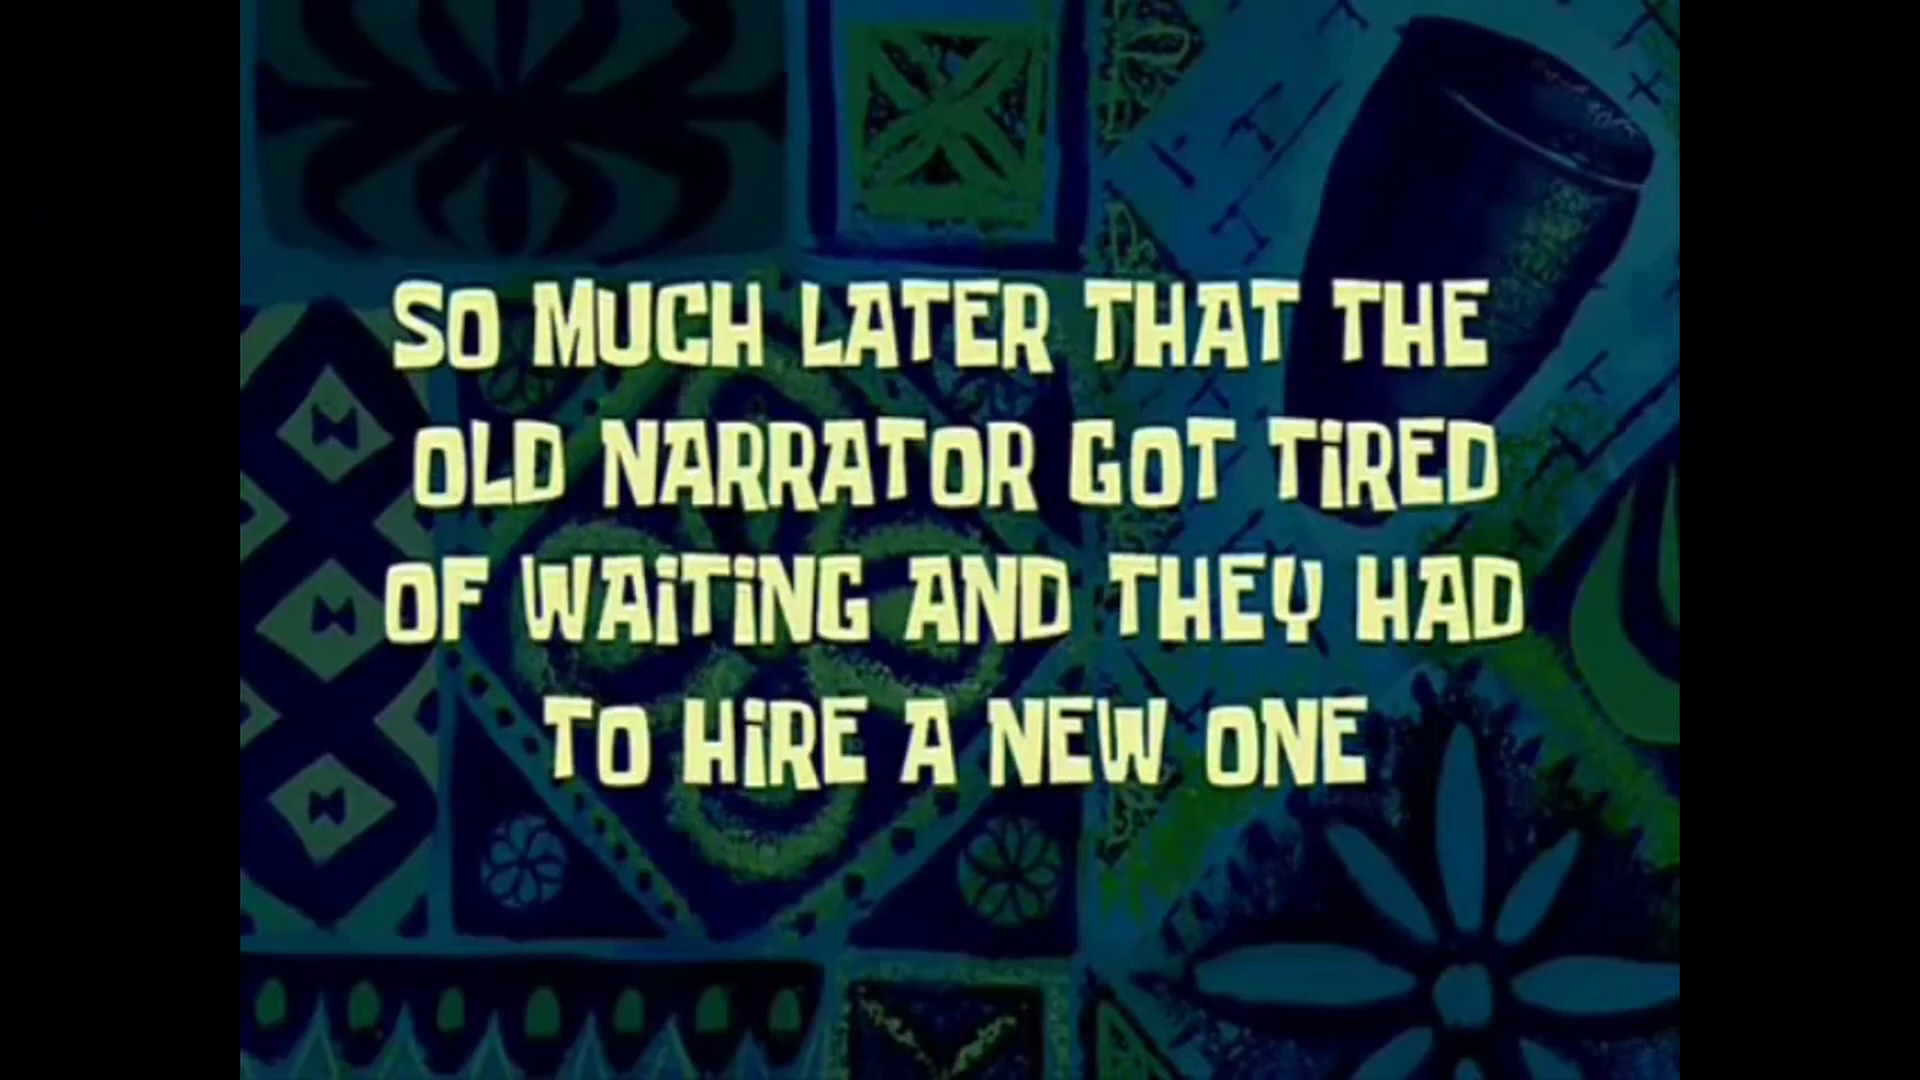 SO MUCH LATER THAT THE
OLD NARRATOR GOT TiRED
OF WAiTiNG AND THEY HAD
TO HiRE A NEW ONE